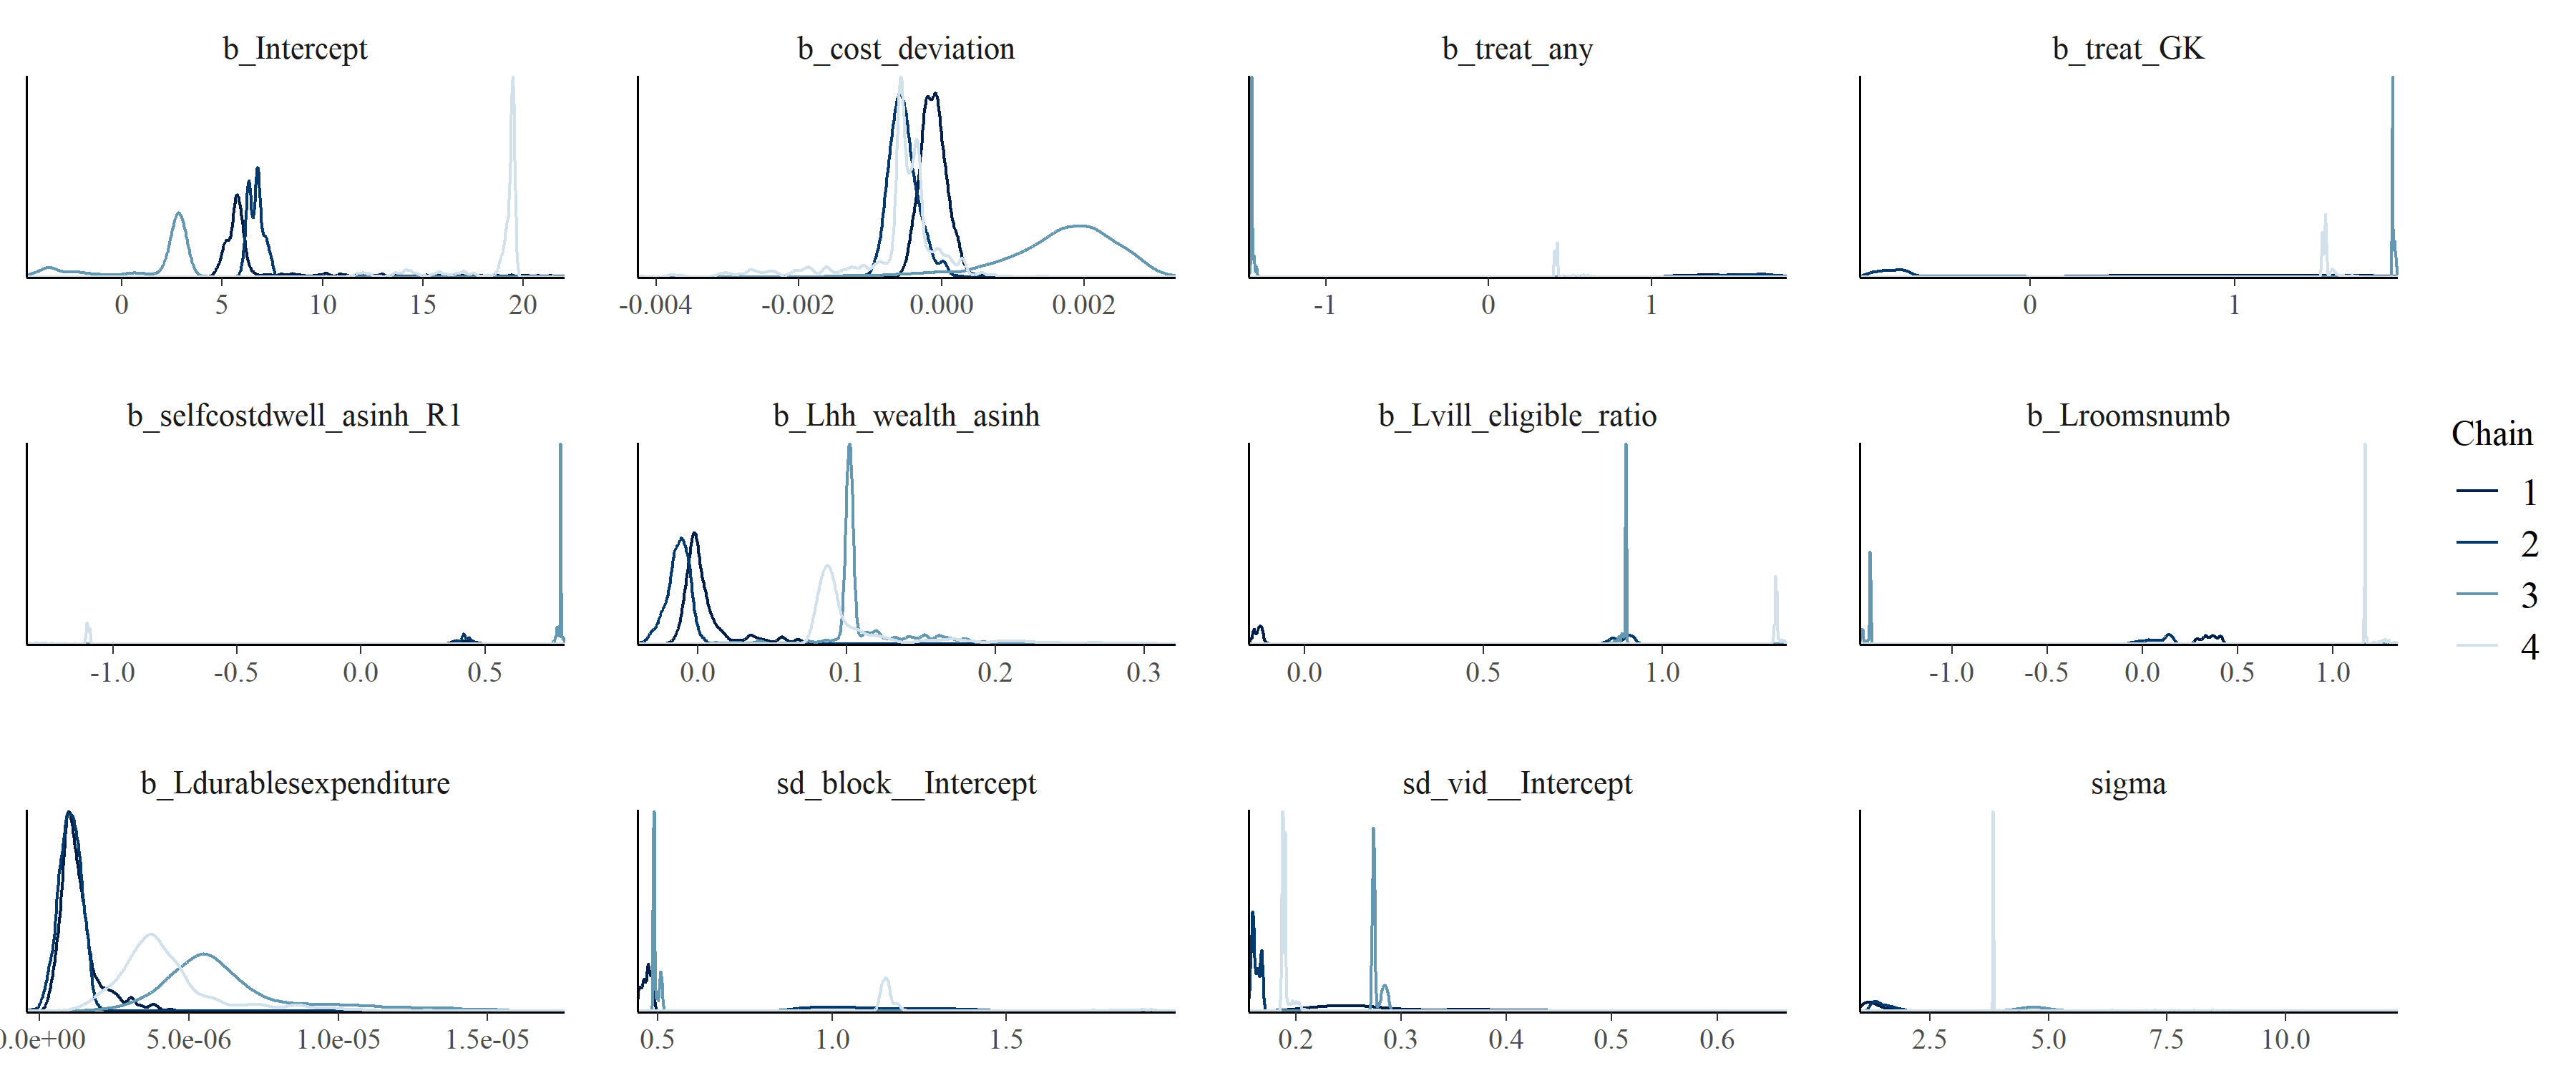 b_Intercept
b_cost_deviation
b_treat_any
b_treat_GK
0 5 10 15 20
-0.004 -0.002 0.000 0.002
-1 0 1
0 1
b_selfcostdwell_asinh_R1
b_Lhh_wealth_asinh
b_Lvill_eligible_ratio
b_Lroomsnumb
-1.0 -0.5 0.0 0.5
0.0 0.1 0.2 0.3
0.0 0.5 1.0
-1.0 -0.5 0.0 0.5 1.0
b_Ldurablesexpenditure
sd_block__Intercept
sd_vid__Intercept
sigma
0.0e+00 5.0e-06 1.0e-05 1.5e-05
0.5 1.0 1.5
0.2 0.3 0.4 0.5 0.6
2.5 5.0 7.5 10.0
Chain
1
2
3
4